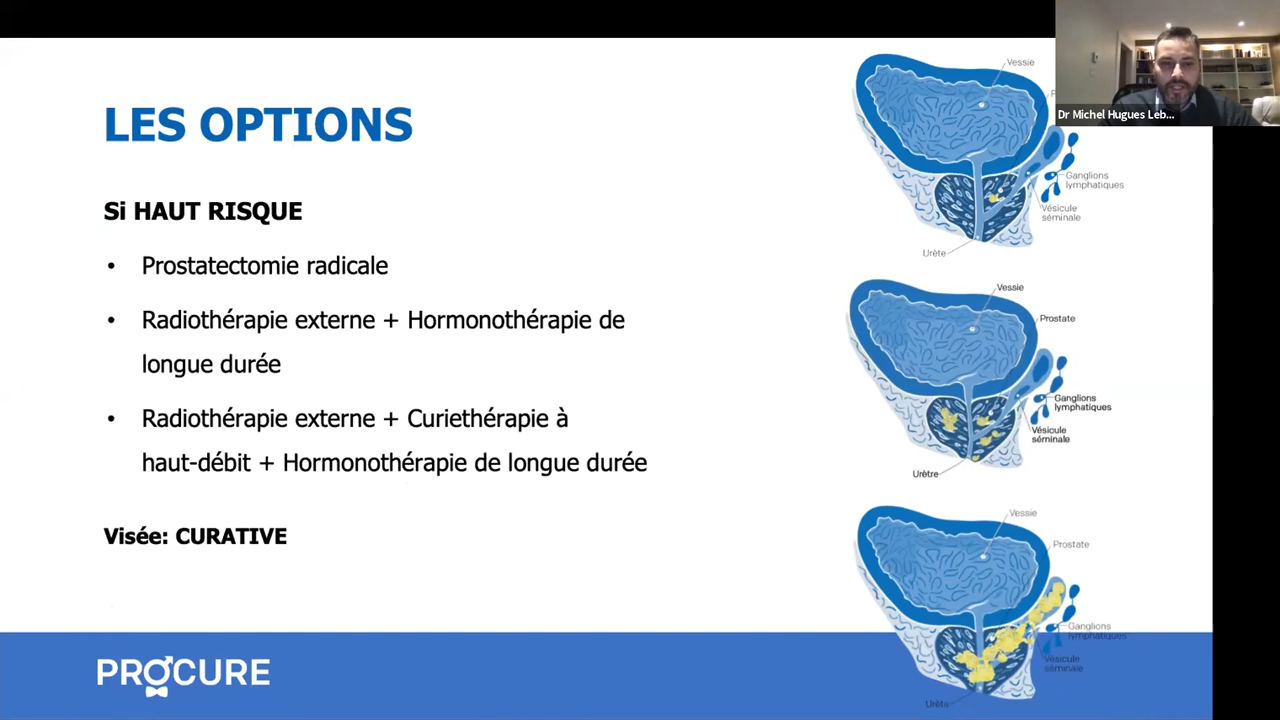 LES OPTIONS
Si HAUT RISQUE
• Prostatectomie radicale
• Radiothérapie externe + Hormonothérapie de
longue durée
• Radiothérapie externe + Curiethérapie à
haut-débit + Hormonothérapie de longue durée
Visée: CURATIVE
PROCURE
Vessie
P
Ganglions
lymphatiques
Vésicule
séminale
Urète
Vessie
Prostate
Ganglions
lymphatiques
Vésicule
séminale
Urètre
Vessie
Prostate
Ganglions
lymphatiques
Vésicule
séminale
Urète
Dr Michel Hugues Leb...